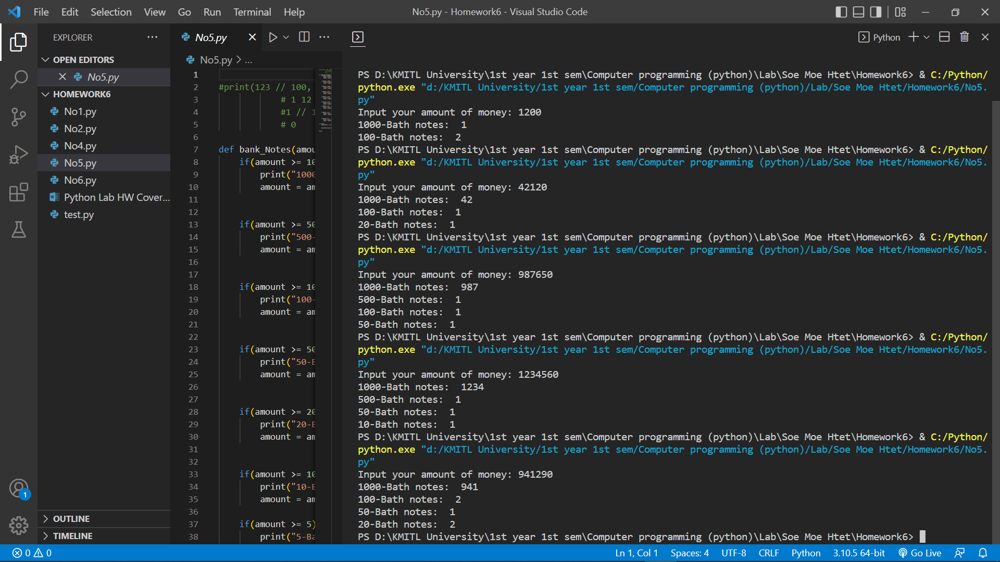 File Edit Selection View Go Run Terminal Help
No5.py - Homework6 - Visual Studio Code
EXPLORER
OPEN EDITORS
No5.py
HOMEWORK6
No1.py
No2.py
No4.py
No5.py
No6.py
Python Lab HW Cover...
test.py
OUTLINE
TIMELINE
1
No5.py
No5.py > ...
1
2 #print(123 // 100,
3 # 1 12
4 #1 // 1
5 # 0
6
7 def bank_Notes(amou
8 if(amount >= 10
9 print("1000
10 amount = am
11
12
13 if(amount >= 50
14 print("500-
15 amount = am
16
17
18 if(amount >= 10
19 print("100-
20 amount = am
21
22
23 if(amount >= 50
24 print("50-B
25 amount = am
26
27
28 if(amount >= 20
29 print("20-B
30 amount = am
31
32
33 if(amount >= 10
34 print("10-B
35 amount = am
36
37 if(amount >= 5)
38 print("5-Ba
Python
PS D:\KMITL University\1st year 1st sem\Computer programming (python)\Lab\Soe Moe Htet\Homework6> & C:/Python/
python.exe "d:/KMITL University/1st year 1st sem/Computer programming (python)/Lab/Soe Moe Htet/Homework6/No5.
py"
Input your amount of money: 1200
1000-Bath notes:  1
100-Bath notes:  2
PS D:\KMITL University\1st year 1st sem\Computer programming (python)\Lab\Soe Moe Htet\Homework6> & C:/Python/
python.exe "d:/KMITL University/1st year 1st sem/Computer programming (python)/Lab/Soe Moe Htet/Homework6/No5.
py"
Input your amount of money: 42120
1000-Bath notes:  42
100-Bath notes:  1
20-Bath notes:  1
PS D:\KMITL University\1st year 1st sem\Computer programming (python)\Lab\Soe Moe Htet\Homework6> & C:/Python/
python.exe "d:/KMITL University/1st year 1st sem/Computer programming (python)/Lab/Soe Moe Htet/Homework6/No5.
py"
Input your amount of money: 987650
1000-Bath notes:  987
500-Bath notes:  1
100-Bath notes:  1
50-Bath notes:  1
PS D:\KMITL University\1st year 1st sem\Computer programming (python)\Lab\Soe Moe Htet\Homework6> & C:/Python/
python.exe "d:/KMITL University/1st year 1st sem/Computer programming (python)/Lab/Soe Moe Htet/Homework6/No5.
py"
Input your amount of money: 1234560
1000-Bath notes:  1234
500-Bath notes:  1
50-Bath notes:  1
10-Bath notes:  1
PS D:\KMITL University\1st year 1st sem\Computer programming (python)\Lab\Soe Moe Htet\Homework6> & C:/Python/
python.exe "d:/KMITL University/1st year 1st sem/Computer programming (python)/Lab/Soe Moe Htet/Homework6/No5.
py"
Input your amount of money: 941290
1000-Bath notes:  941
100-Bath notes:  2
50-Bath notes:  1
20-Bath notes:  2
PS D:\KMITL University\1st year 1st sem\Computer programming (python)\Lab\Soe Moe Htet\Homework6>
0 0
Ln 1, Col 1 Spaces: 4 UTF-8 CRLF Python 3.10.5 64-bit Go Live